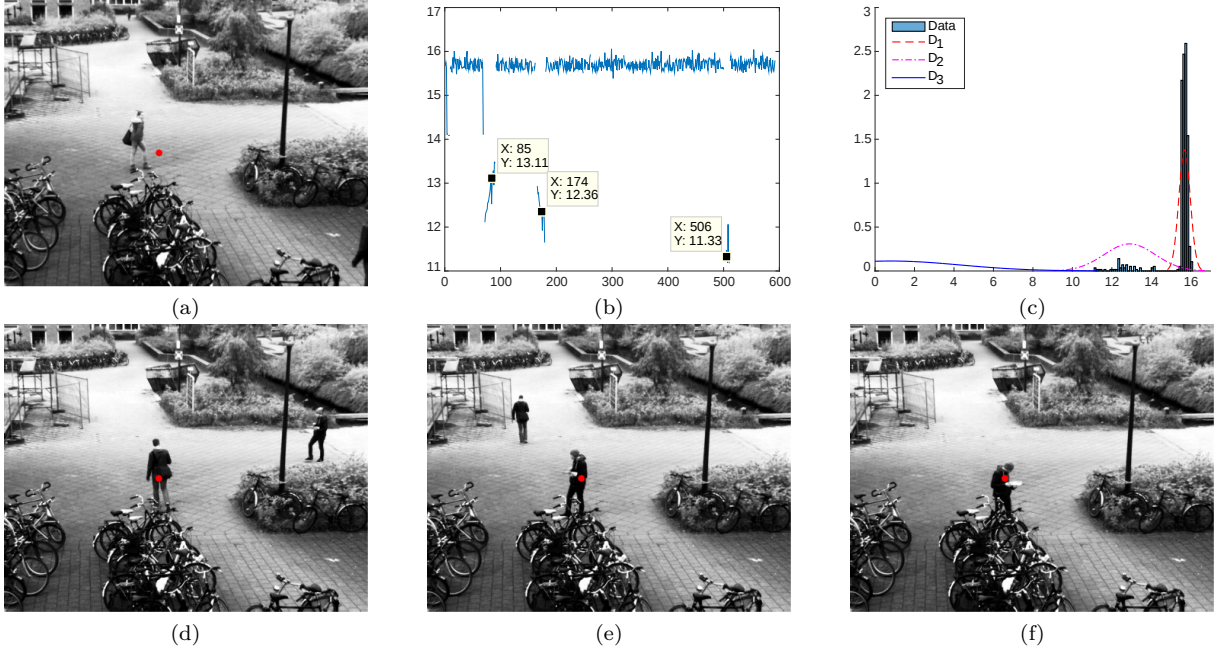 17
16
15
14
13
12
11
0
100
200
300
400
500
600
X: 85
Y: 13.11
X: 174
Y: 12.36
X: 506
Y: 11.33
3
2.5
2
1.5
1
0.5
0
0
2
4
6
8
10
12
14
16
Data
D1
D2
D3
(a)
(b)
(c)
(d)
(e)
(f)